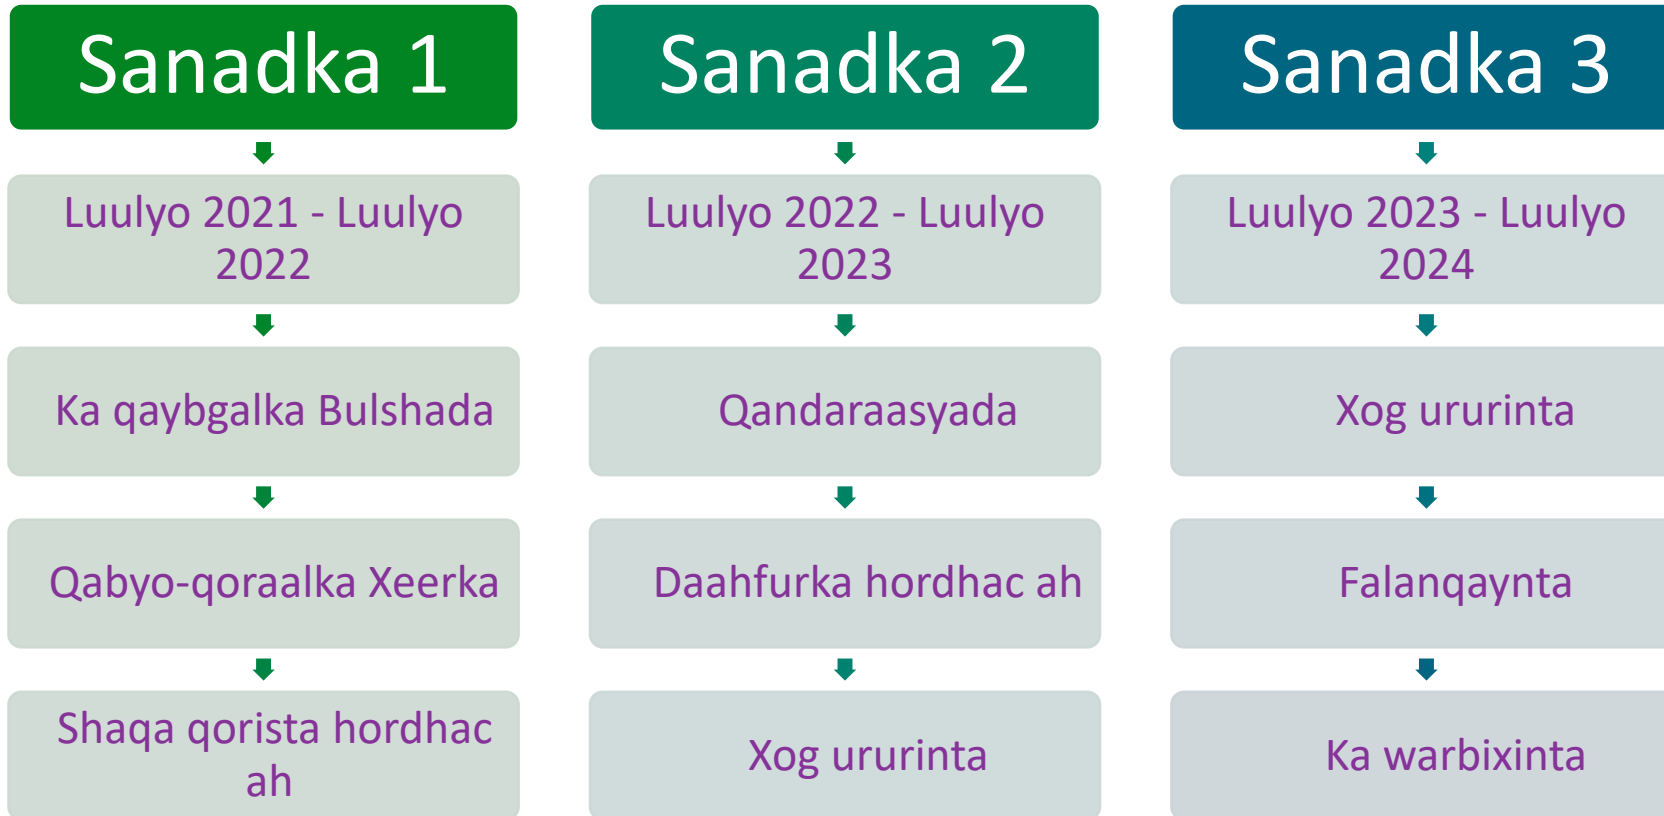 Sanadka 1
Luulyo 2021 - Luulyo
2022
Ka qaybgalka Bulshada
Qabyo-qoraalka Xeerka
Shaqa qorista hordhac
ah
Sanadka 2
Luulyo 2022 - Luulyo
2023
Qandaraasyada
Daahfurka hordhac ah
Xog ururinta
Sanadka 3
Luulyo 2023 - Luulyo
2024
Xog ururinta
Falanqaynta
Ka warbixinta